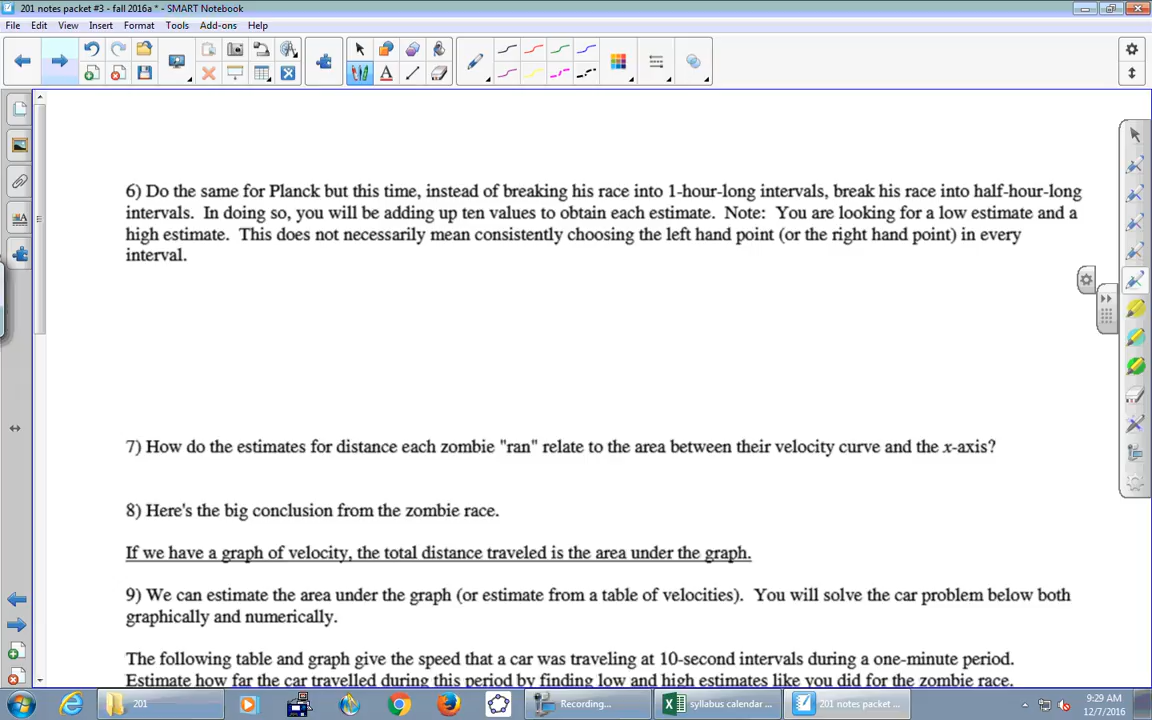 201 notes packet #3 - fall 2016a * - SMART Notebook
File Edit View Insert Format Tools Add-ons Help
6) Do the same for Planck but this time, instead of breaking his race into 1-hour-long intervals, break his race into half-hour-long
intervals. In doing so, you will be adding up ten values to obtain each estimate. Note: You are looking for a low estimate and a
high estimate. This does not necessarily mean consistently choosing the left hand point (or the right hand point) in every
interval.
7) How do the estimates for distance each zombie "ran" relate to the area between their velocity curve and the x-axis?
8) Here's the big conclusion from the zombie race.
If we have a graph of velocity, the total distance traveled is the area under the graph.
9) We can estimate the area under the graph (or estimate from a table of velocities). You will solve the car problem below both
graphically and numerically.
The following table and graph give the speed that a car was traveling at 10-second intervals during a one-minute period.
Estimate how far the car travelled during this period by finding low and high estimates like you did for the zombie race.
201
Recording...
syllabus calendar ...
201 notes packet ...
9:29 AM
12/7/2016